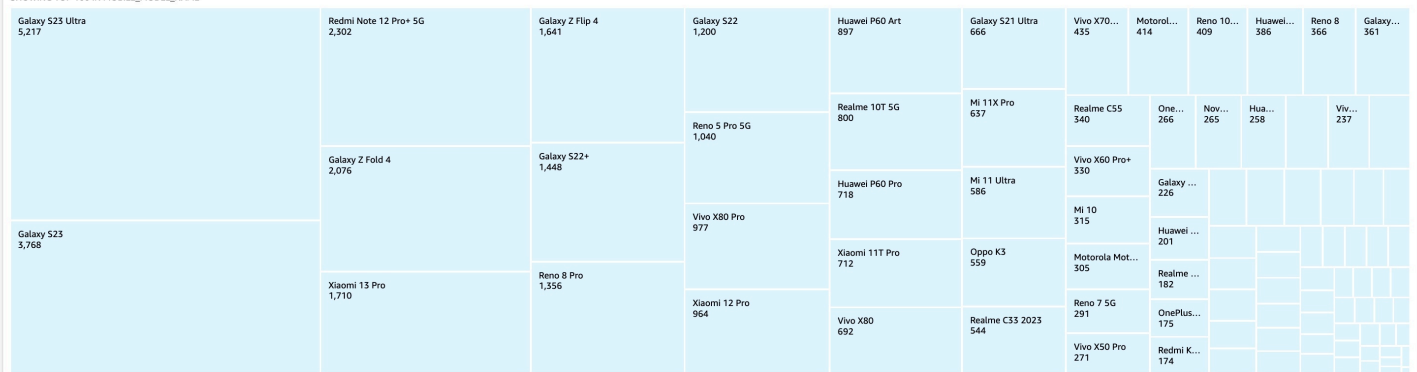 Galaxy S23 Ultra
5,217
Galaxy S23
3,768
Redmi Note 12 Pro+ 5G
2,302
Galaxy Z Fold 4
2,076
Xiaomi 13 Pro
1,710
Galaxy Z Flip 4
1,641
Galaxy S22+
1,448
Reno 8 Pro
1,356
Galaxy S22
1,200
Reno 5 Pro 5G
1,040
Vivo X80 Pro
977
Xiaomi 12 Pro
964
Huawei P60 Art
897
Realme 10T 5G
800
Huawei P60 Pro
718
Xiaomi 11T Pro
712
Vivo X80
692
Galaxy S21 Ultra
666
Mi 11X Pro
637
Mi 11 Ultra
586
Oppo K3
559
Realme C33 2023
544
Vivo X70...
435
Motorol...
414
Reno 10...
409
Huawei...
386
Reno 8
366
Galaxy...
361
Realme C55
340
Vivo X60 Pro+
330
Mi 10
315
Motorola Mot...
305
Reno 7 5G
291
Vivo X50 Pro
271
One...
266
Nov...
265
Hua...
258
Viv...
237
Galaxy ...
226
Huawei ...
201
Realme ...
182
OnePlus...
175
Redmi K...
174